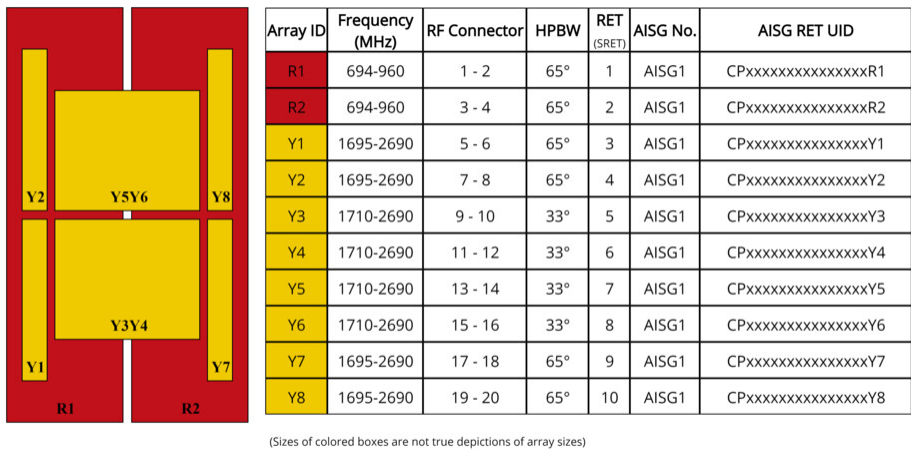 Y2 Y5Y6 Y8
Y3Y4
Y1 Y7
R1 R2
Array ID Frequency (MHz) RF Connector HPBW RET (SRET) AISG No. AISG RET UID
R1 694-960 1 - 2 65° 1 AISG1 CPxxxxxxxxxxxxxxxR1
R2 694-960 3 - 4 65° 2 AISG1 CPxxxxxxxxxxxxxxxR2
Y1 1695-2690 5 - 6 65° 3 AISG1 CPxxxxxxxxxxxxxxxY1
Y2 1695-2690 7 - 8 65° 4 AISG1 CPxxxxxxxxxxxxxxxY2
Y3 1710-2690 9 - 10 33° 5 AISG1 CPxxxxxxxxxxxxxxxY3
Y4 1710-2690 11 - 12 33° 6 AISG1 CPxxxxxxxxxxxxxxxY4
Y5 1710-2690 13 - 14 33° 7 AISG1 CPxxxxxxxxxxxxxxxY5
Y6 1710-2690 15 - 16 33° 8 AISG1 CPxxxxxxxxxxxxxxxY6
Y7 1695-2690 17 - 18 65° 9 AISG1 CPxxxxxxxxxxxxxxxY7
Y8 1695-2690 19 - 20 65° 10 AISG1 CPxxxxxxxxxxxxxxxY8
(Sizes of colored boxes are not true depictions of array sizes)